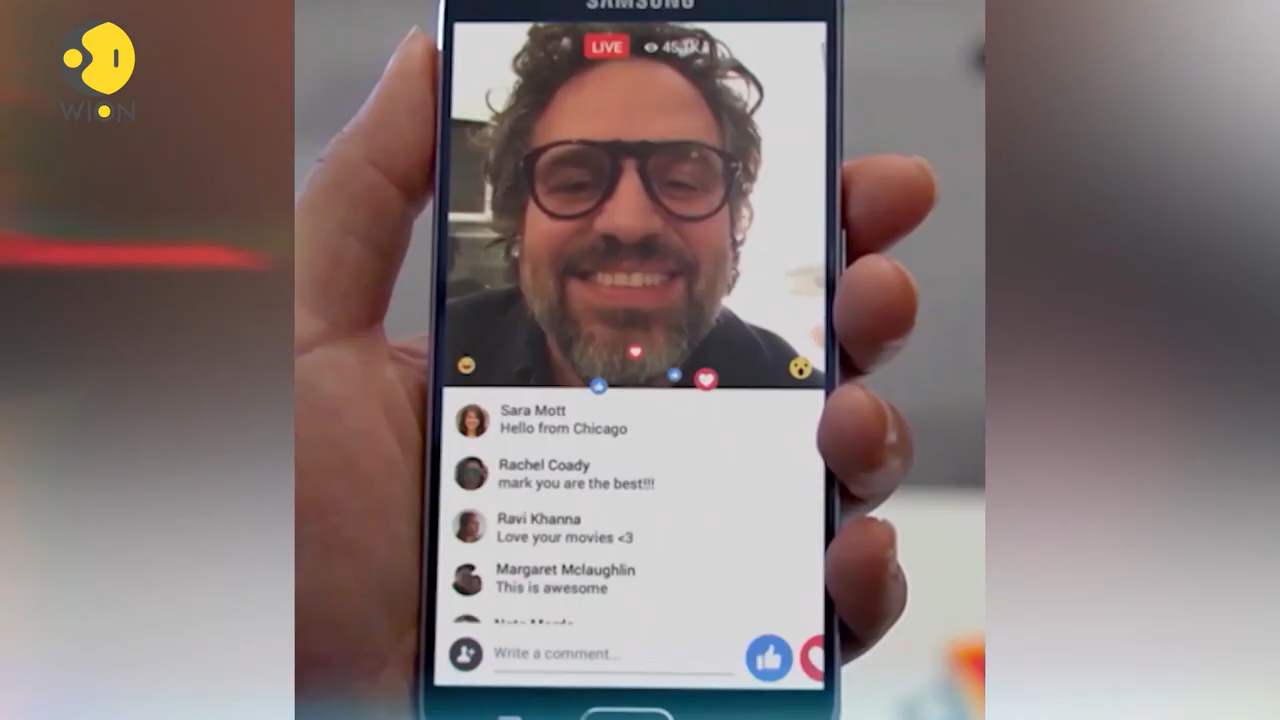 SAMSUNG
WION
LIVE
Sara Mott
Hello from Chicago
Rachel Coady
mark you are the best!!!
Ravi Khanna
Love your movies <3
Margaret Mclaughlin
This is awesome
Write a comment...